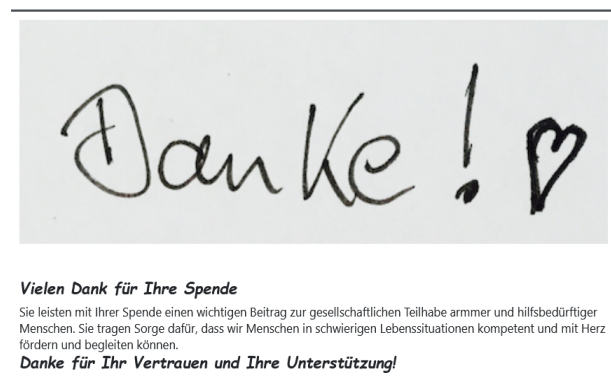 Danke! ♥
Vielen Dank für Ihre Spende
Sie leisten mit Ihrer Spende einen wichtigen Beitrag zur gesellschaftlichen Teilhabe armmer und hilfsbedürftiger
Menschen. Sie tragen Sorge dafür, dass wir Menschen in schwierigen Lebenssituationen kompetent und mit Herz
fördern und begleiten können.
Danke für Ihr Vertrauen und Ihre Unterstützung!